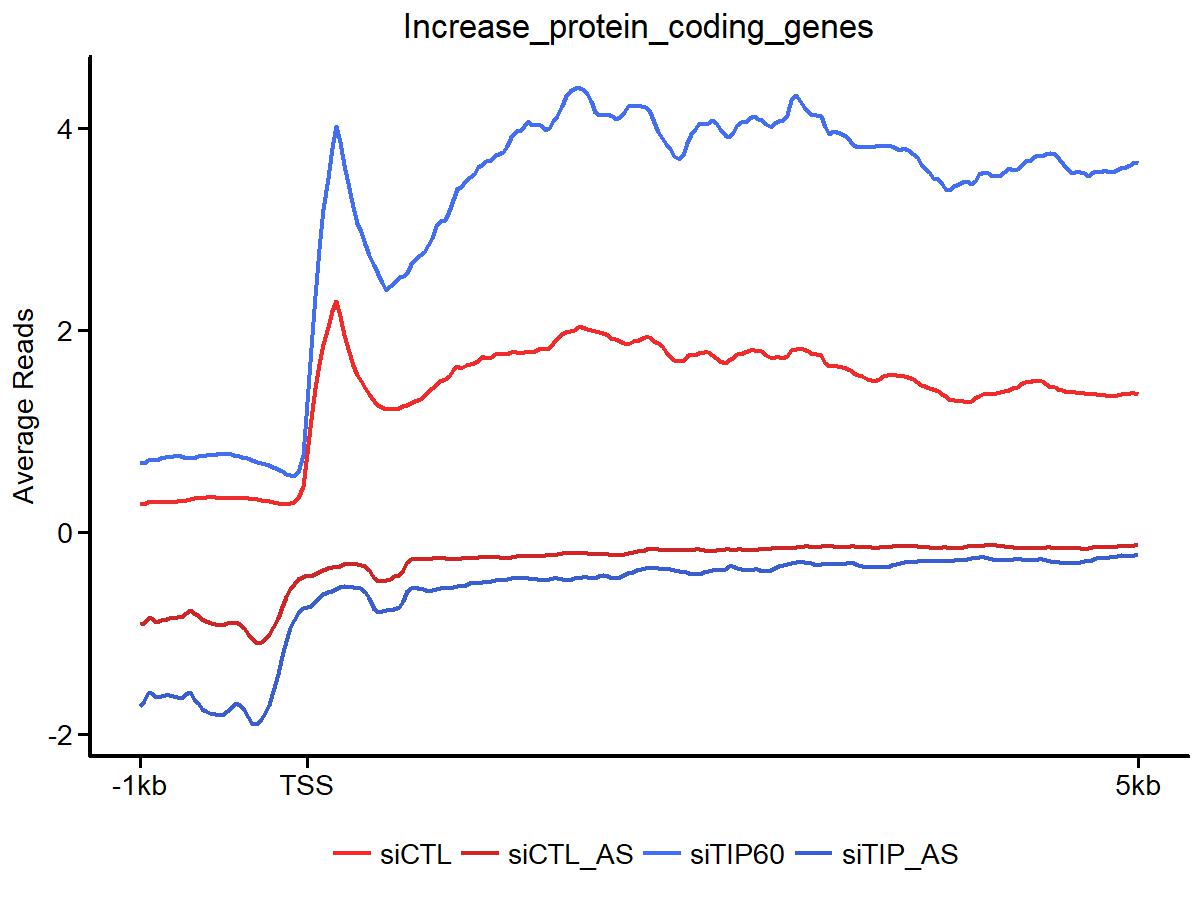 Increase_protein_coding_genes
Average Reads
4
2
0
-2
-1kb TSS 5kb
siCTL siCTL_AS siTIP60 siTIP_AS